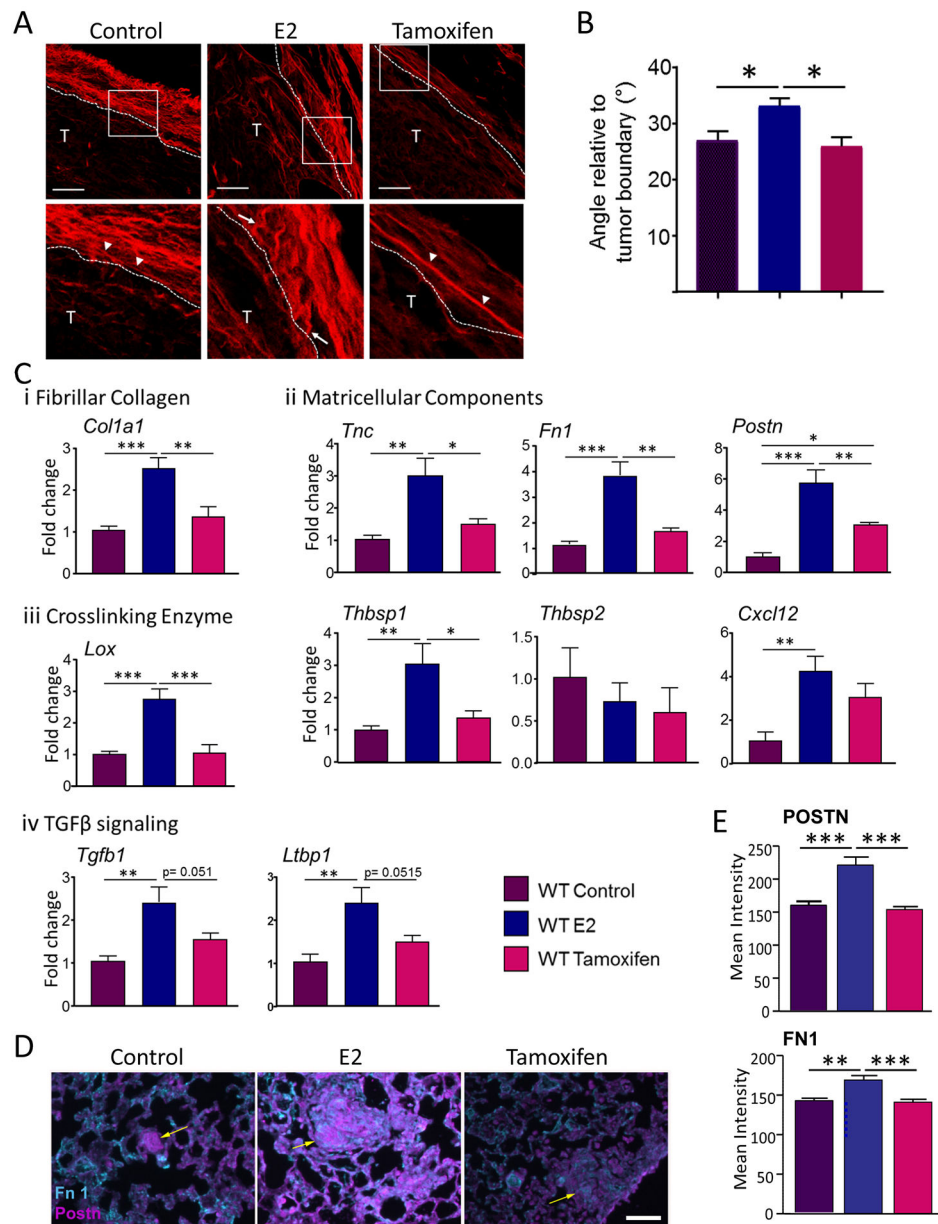 A
Control
E2
Tamoxifen
T
T
T
T
T
T
B
Angle relative to
tumor boundary (°)
40
30
20
10
*
*
C
i Fibrillar Collagen
Col1a1
Fold change
3
2
1
0
***
**
ii Matricellular Components
Tnc
Fold change
4
3
2
1
0
**
*
Fn1
5
4
3
2
1
0
***
**
Postn
8
6
4
2
0
*
***
**
iii Crosslinking Enzyme
Lox
Fold change
4
3
2
1
0
***
***
Thbsp1
Fold change
4
3
2
1
0
**
*
Thbsp2
1.5
1.0
0.5
0.0
Cxcl12
6
4
2
0
**
iv TGFβ signaling
Tgfb1
Fold change
3
2
1
0
**
p= 0.051
Ltbp1
3
2
1
0
**
p= 0.0515
WT Control
WT E2
WT Tamoxifen
D
Control
E2
Tamoxifen
Fn 1
Postn
E
POSTN
Mean Intensity
250
200
150
100
50
0
***
***
FN1
Mean Intensity
200
150
100
50
0
**
***